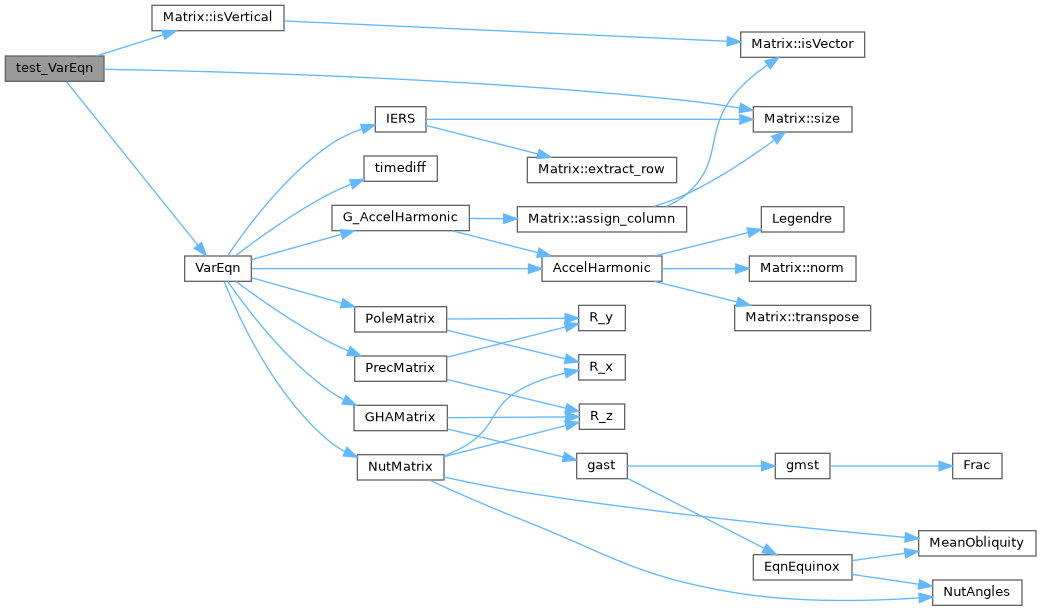 Matrix::isVertical
Matrix::isVector
test_VarEqn
IERS
Matrix::size
timediff
Matrix::extract_row
G_AccelHarmonic
Matrix::assign_column
Legendre
VarEqn
AccelHarmonic
Matrix::norm
PoleMatrix
R_y
Matrix::transpose
PrecMatrix
R_x
GHAMatrix
R_z
NutMatrix
gast
gmst
Frac
MeanObliquity
EqnEquinox
NutAngles